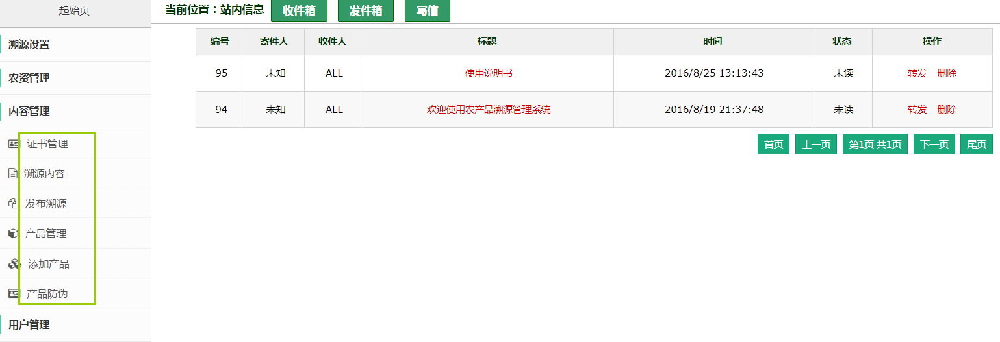 起始页
溯源设置
农资管理
内容管理
证书管理
溯源内容
发布溯源
产品管理
添加产品
产品防伪
用户管理
当前位置：站内信息 收件箱 发件箱 写信
编号 寄件人 收件人 标题 时间 状态 操作
95 未知 ALL 使用说明书 2016/8/25 13:13:43 未读 转发 删除
94 未知 ALL 欢迎使用农产品溯源管理系统 2016/8/19 21:37:48 未读 转发 删除
首页 上一页 第1页 共1页 下一页 尾页